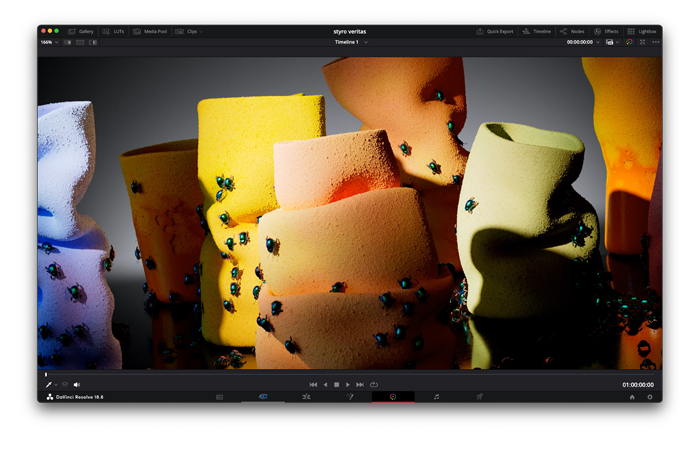 Gallery LUTs Media Pool Clips styro veritas Quick Export Timeline Nodes Effects Lightbox
166% Timeline 1 00:00:00:00
01:00:00:00
DaVinci Resolve 18.6